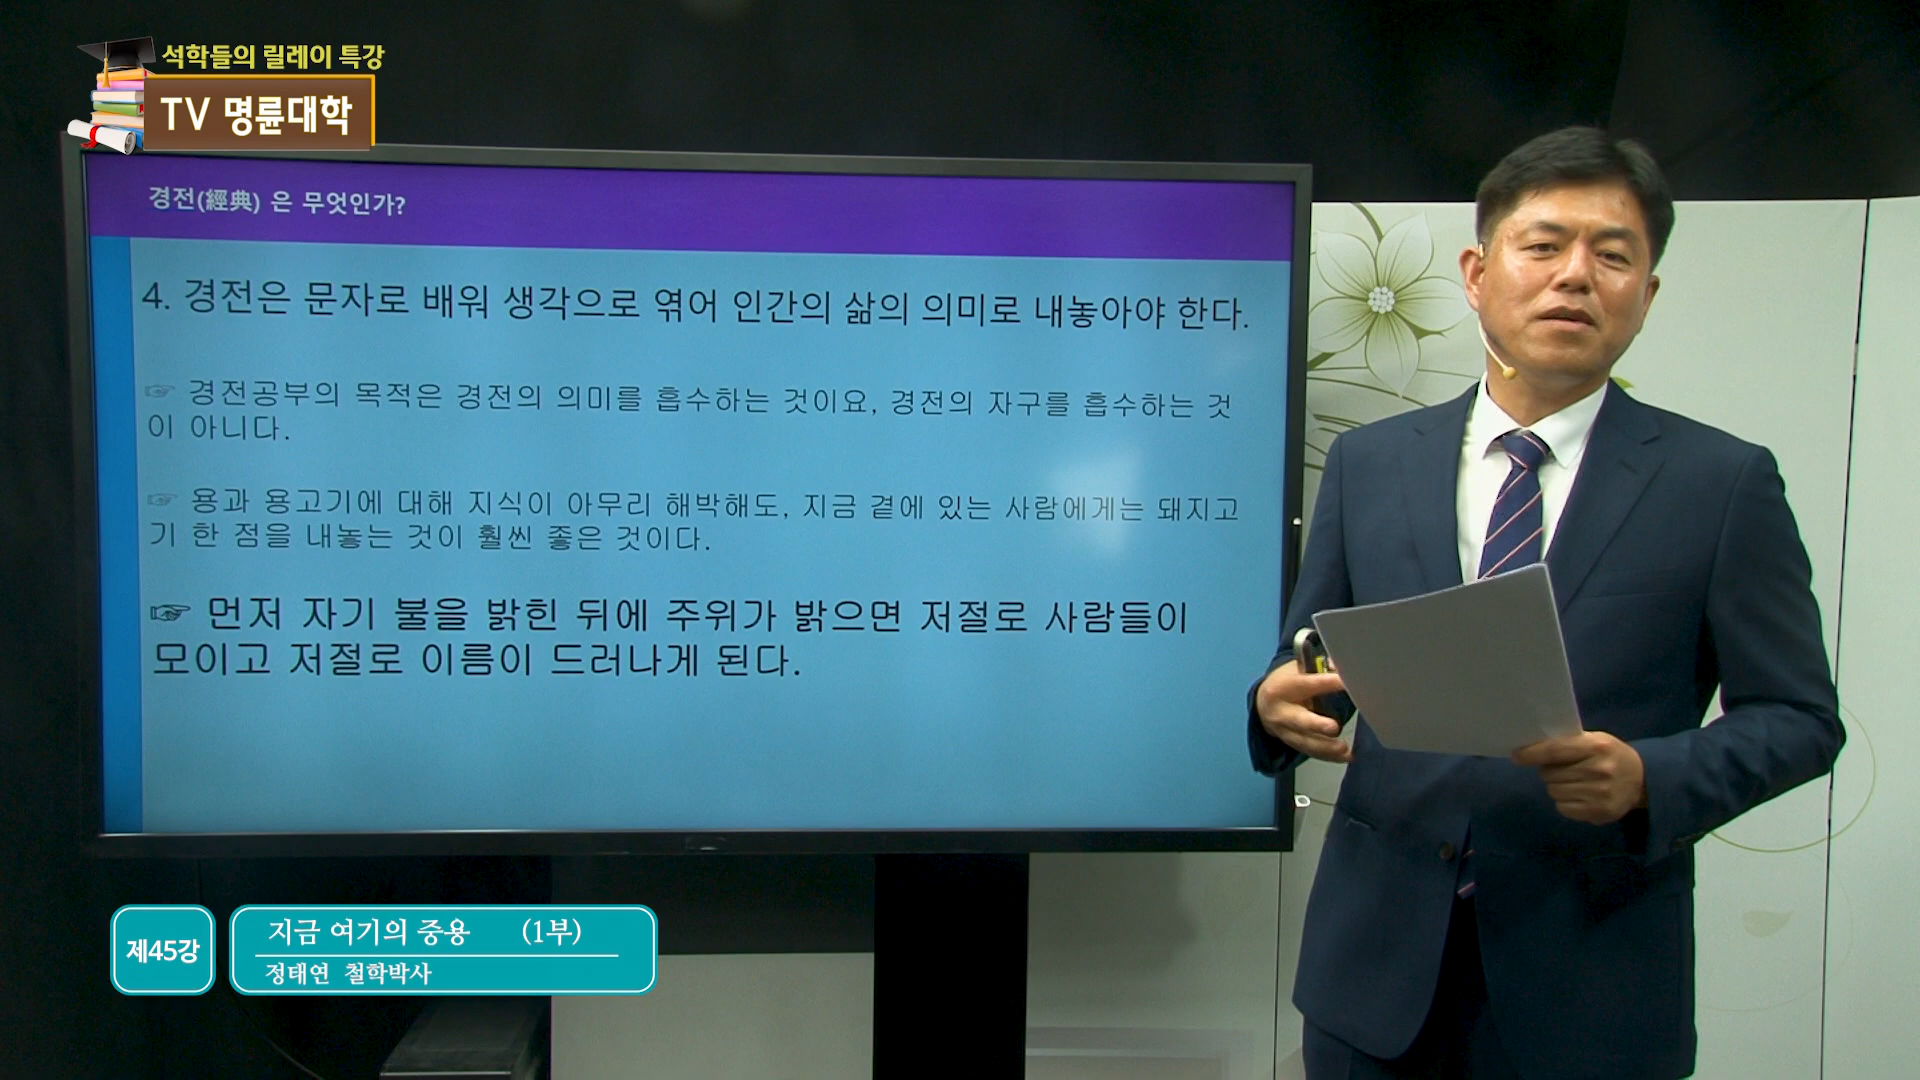 석학들의 릴레이 특강
TV 명륜대학
경전(經典) 은 무엇인가?
4. 경전은 문자로 배워 생각으로 엮어 인간의 삶의 의미로 내놓아야 한다.
☞ 경전공부의 목적은 경전의 의미를 흡수하는 것이요, 경전의 자구를 흡수하는 것
이 아니다.
☞ 용과 용고기에 대해 지식이 아무리 해박해도, 지금 곁에 있는 사람에게는 돼지고
기 한 점을 내놓는 것이 훨씬 좋은 것이다.
☞ 먼저 자기 불을 밝힌 뒤에 주위가 밝으면 저절로 사람들이
모이고 저절로 이름이 드러나게 된다.
제45강
지금 여기의 중용 (1부)
정태연 철학박사